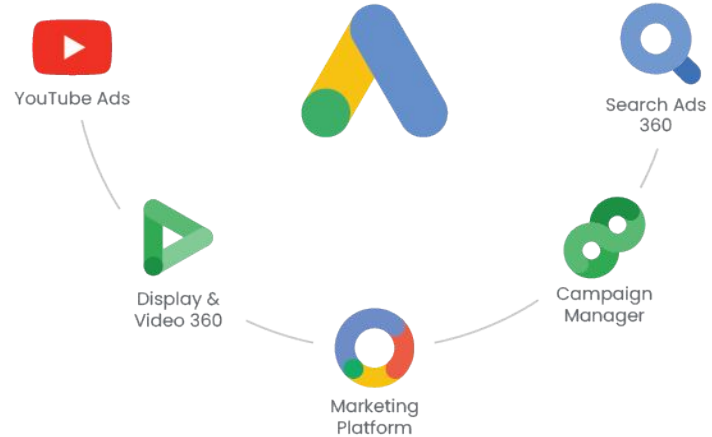 YouTube Ads
Search Ads
360
Display &
Video 360
Campaign
Manager
Marketing
Platform